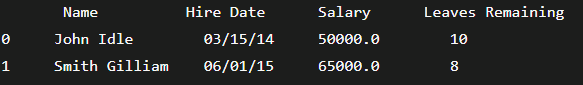 Name Hire Date Salary Leaves Remaining
0 John Idle 03/15/14 50000.0 10
1 Smith Gilliam 06/01/15 65000.0 8